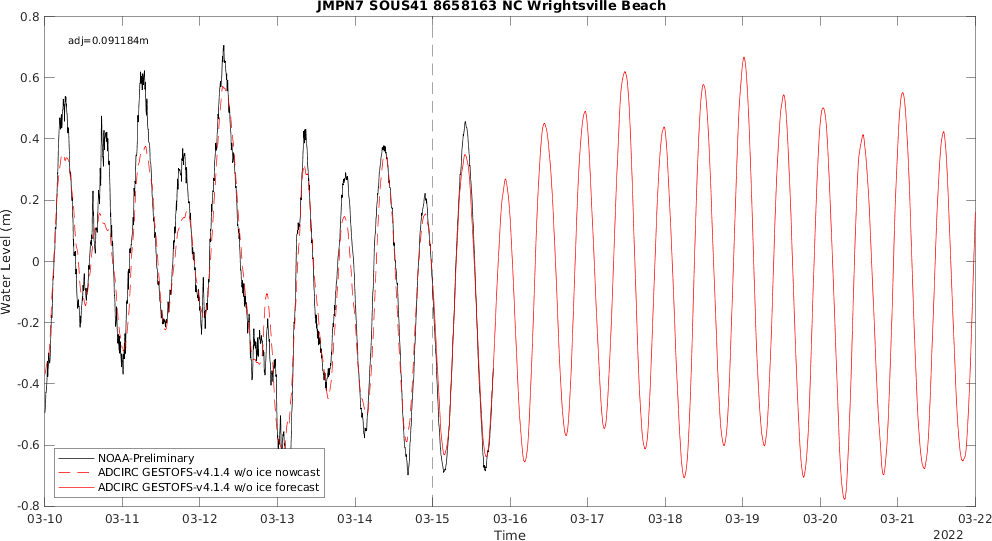 JMPN7 SOUS41 8658163 NC Wrightsville Beach
adj=0.091184m
0.8
0.6
0.4
0.2
0
-0.2
-0.4
-0.6
-0.8
Water Level (m)
NOAA-Preliminary
ADCIRC GESTOFS-v4.1.4 w/o ice nowcast
ADCIRC GESTOFS-v4.1.4 w/o ice forecast
03-10 03-11 03-12 03-13 03-14 03-15 03-16 03-17 03-18 03-19 03-20 03-21 03-22
Time
2022